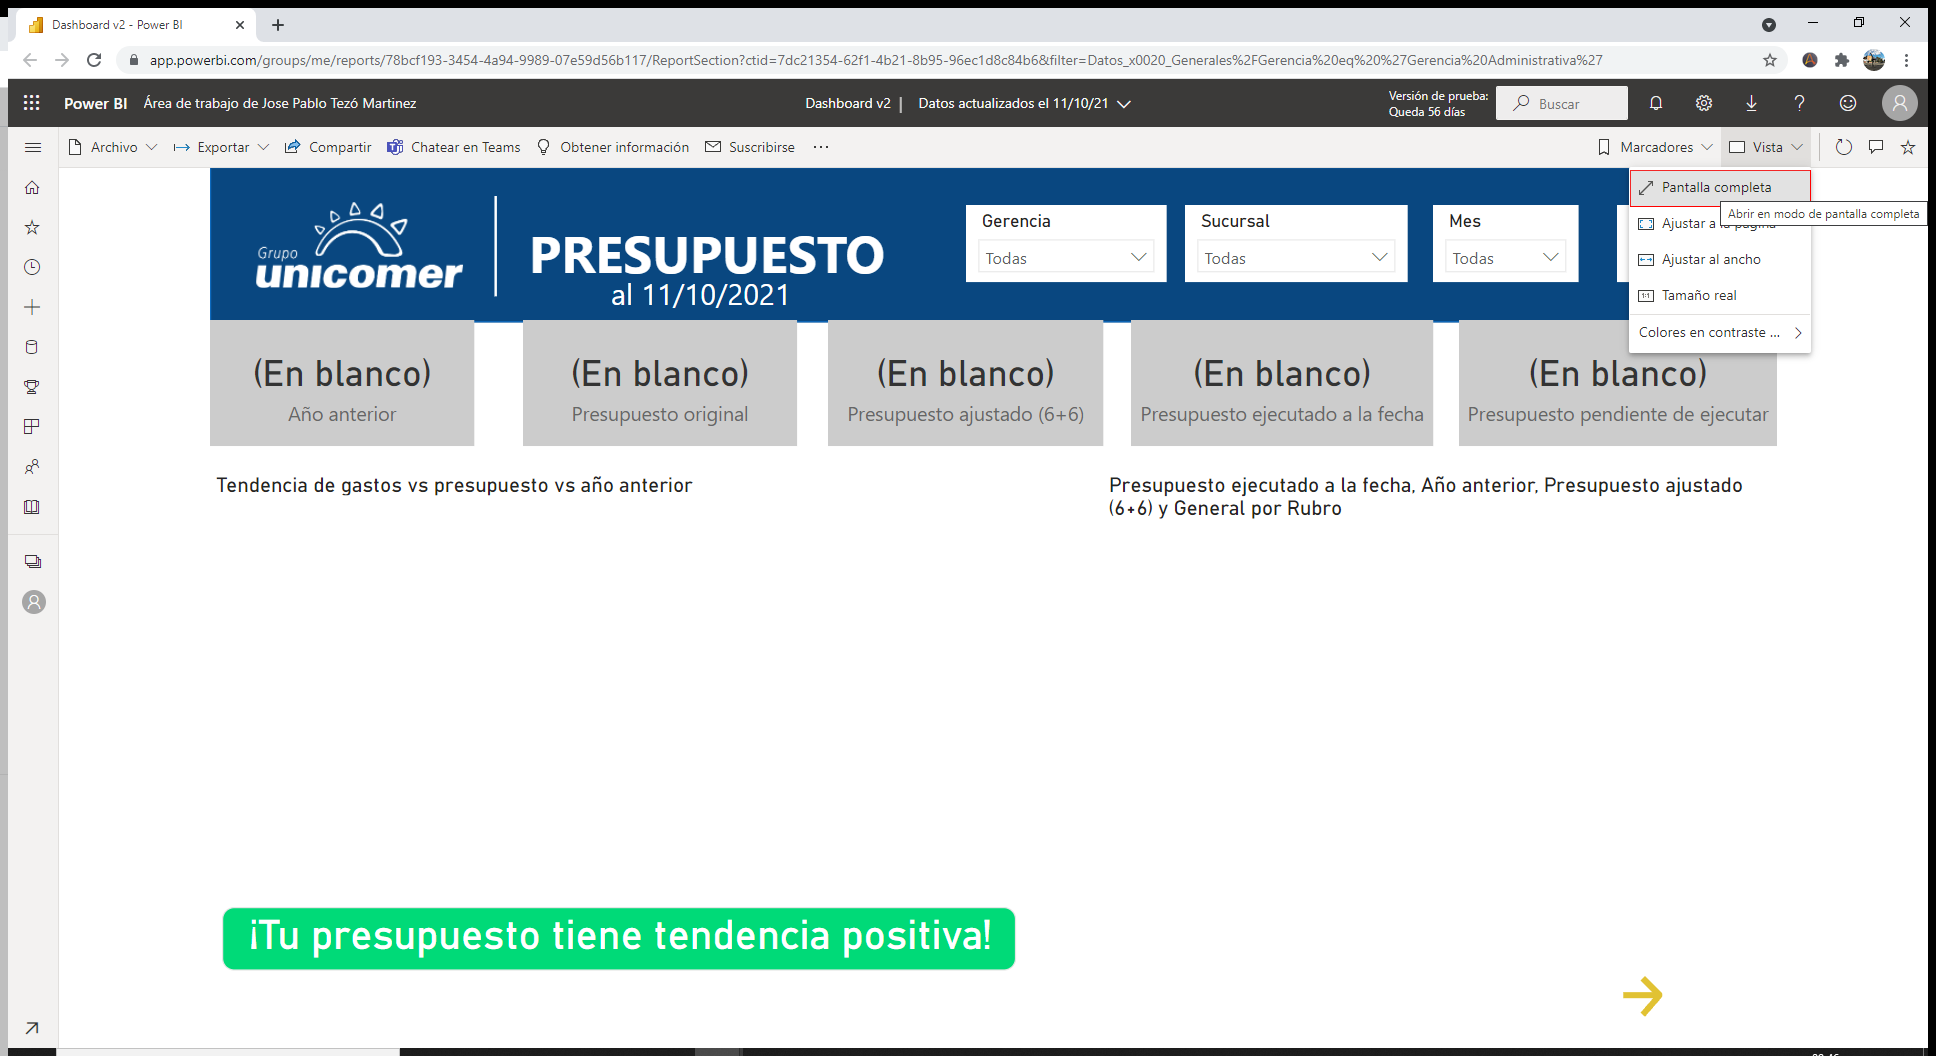 Dashboard v2 - Power BI
app.powerbi.com/groups/me/reports/78bcf193-3454-4a94-9989-07e59d56b117/ReportSection?ctid=7dc21354-62f1-4b21-8b95-96ec1d8c84b6&filter=Datos_x0020_Generales%2FGerencia%20eq%20%27Gerencia%20Administrativa%27
Power BI Área de trabajo de Jose Pablo Tezó Martinez Dashboard v2 | Datos actualizados el 11/10/21
Versión de prueba:
Queda 56 días
Buscar
Archivo Exportar Compartir Chatear en Teams Obtener información Suscribirse ... Marcadores Vista
Pantalla completa
Abrir en modo de pantalla completa
Ajustar a la página
Ajustar al ancho
Tamaño real
Colores en contraste ...
Grupo
unicomer
PRESUPUESTO
al 11/10/2021
Gerencia
Todas
Sucursal
Todas
Mes
Todas
(En blanco)
Año anterior
(En blanco)
Presupuesto original
(En blanco)
Presupuesto ajustado (6+6)
(En blanco)
Presupuesto ejecutado a la fecha
(En blanco)
Presupuesto pendiente de ejecutar
Tendencia de gastos vs presupuesto vs año anterior
Presupuesto ejecutado a la fecha, Año anterior, Presupuesto ajustado
(6+6) y General por Rubro
¡Tu presupuesto tiene tendencia positiva!